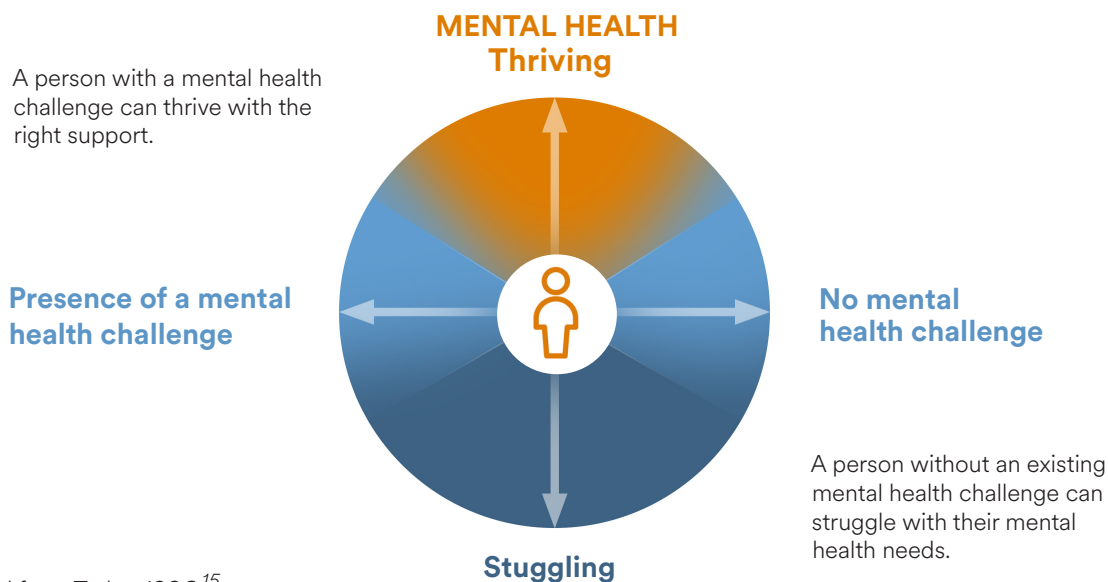 MENTAL HEALTH
Thriving
A person with a mental health
challenge can thrive with the
right support.
Presence of a mental
health challenge
No mental
health challenge
A person without an existing
mental health challenge can
struggle with their mental
health needs.
Stuggling
15